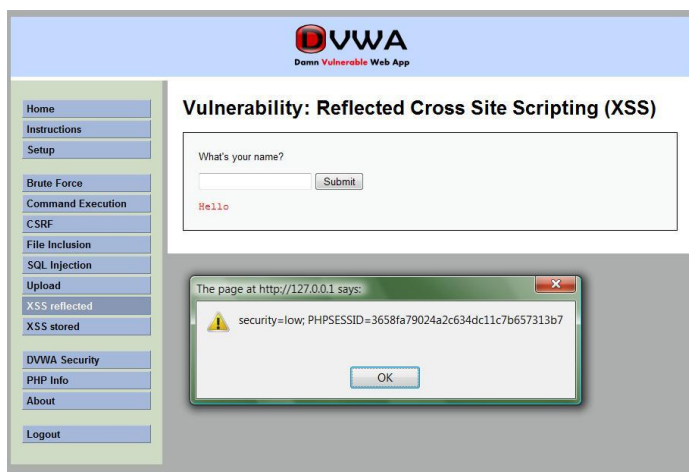 DVWA
Damn Vulnerable Web App
Home
Instructions
Setup
Brute Force
Command Execution
CSRF
File Inclusion
SQL Injection
Upload
XSS reflected
XSS stored
DVWA Security
PHP Info
About
Logout
Vulnerability: Reflected Cross Site Scripting (XSS)
What's your name?
Submit
Hello
The page at http://127.0.0.1 says:
security=low; PHPSESSID=3658fa79024a2c634dc11c7b657313b7
OK